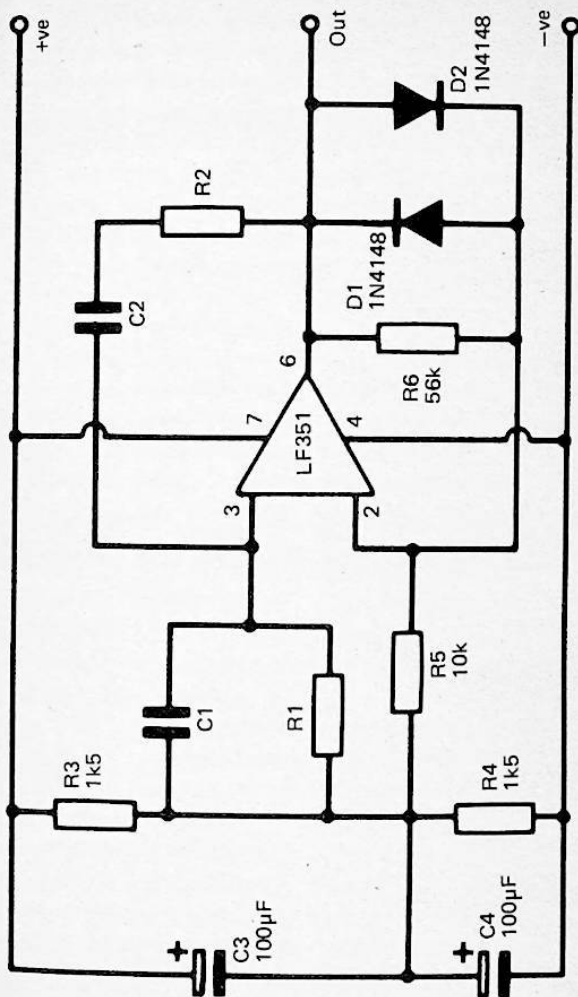 +ve
Out
−ve
D2
1N4148
R2
C2
D1
1N4148
R6
56k
6
7
LF351
4
3
2
C1
R1
R5
10k
R3
1k5
R4
1k5
+
C3
100µF
+
C4
100µF